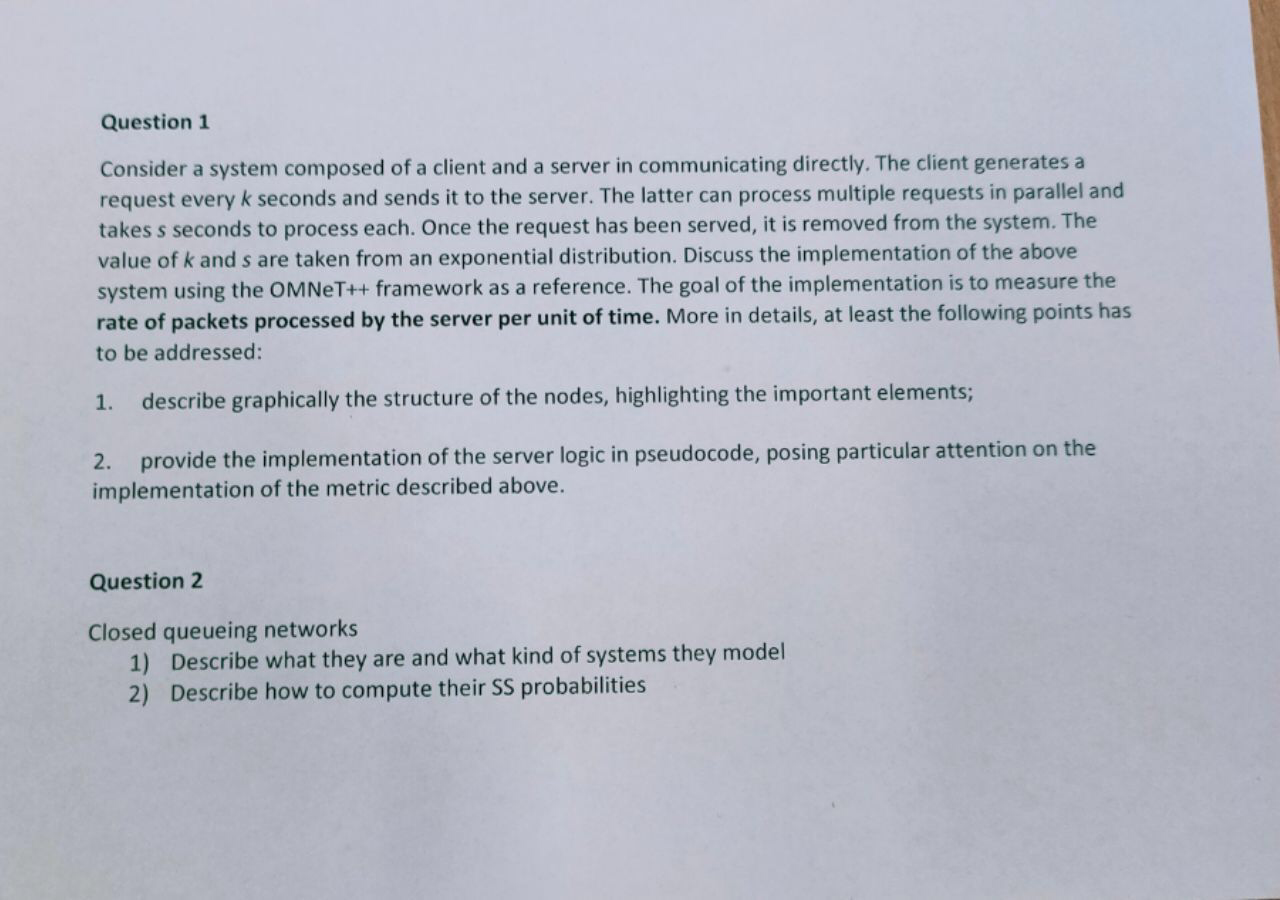 Question 1
Consider a system composed of a client and a server in communicating directly. The client generates a
request every k seconds and sends it to the server. The latter can process multiple requests in parallel and
takes s seconds to process each. Once the request has been served, it is removed from the system. The
value of k and s are taken from an exponential distribution. Discuss the implementation of the above
system using the OMNeT++ framework as a reference. The goal of the implementation is to measure the
rate of packets processed by the server per unit of time. More in details, at least the following points has
to be addressed:
1. describe graphically the structure of the nodes, highlighting the important elements;
2. provide the implementation of the server logic in pseudocode, posing particular attention on the
implementation of the metric described above.
Question 2
Closed queueing networks
1) Describe what they are and what kind of systems they model
2) Describe how to compute their SS probabilities